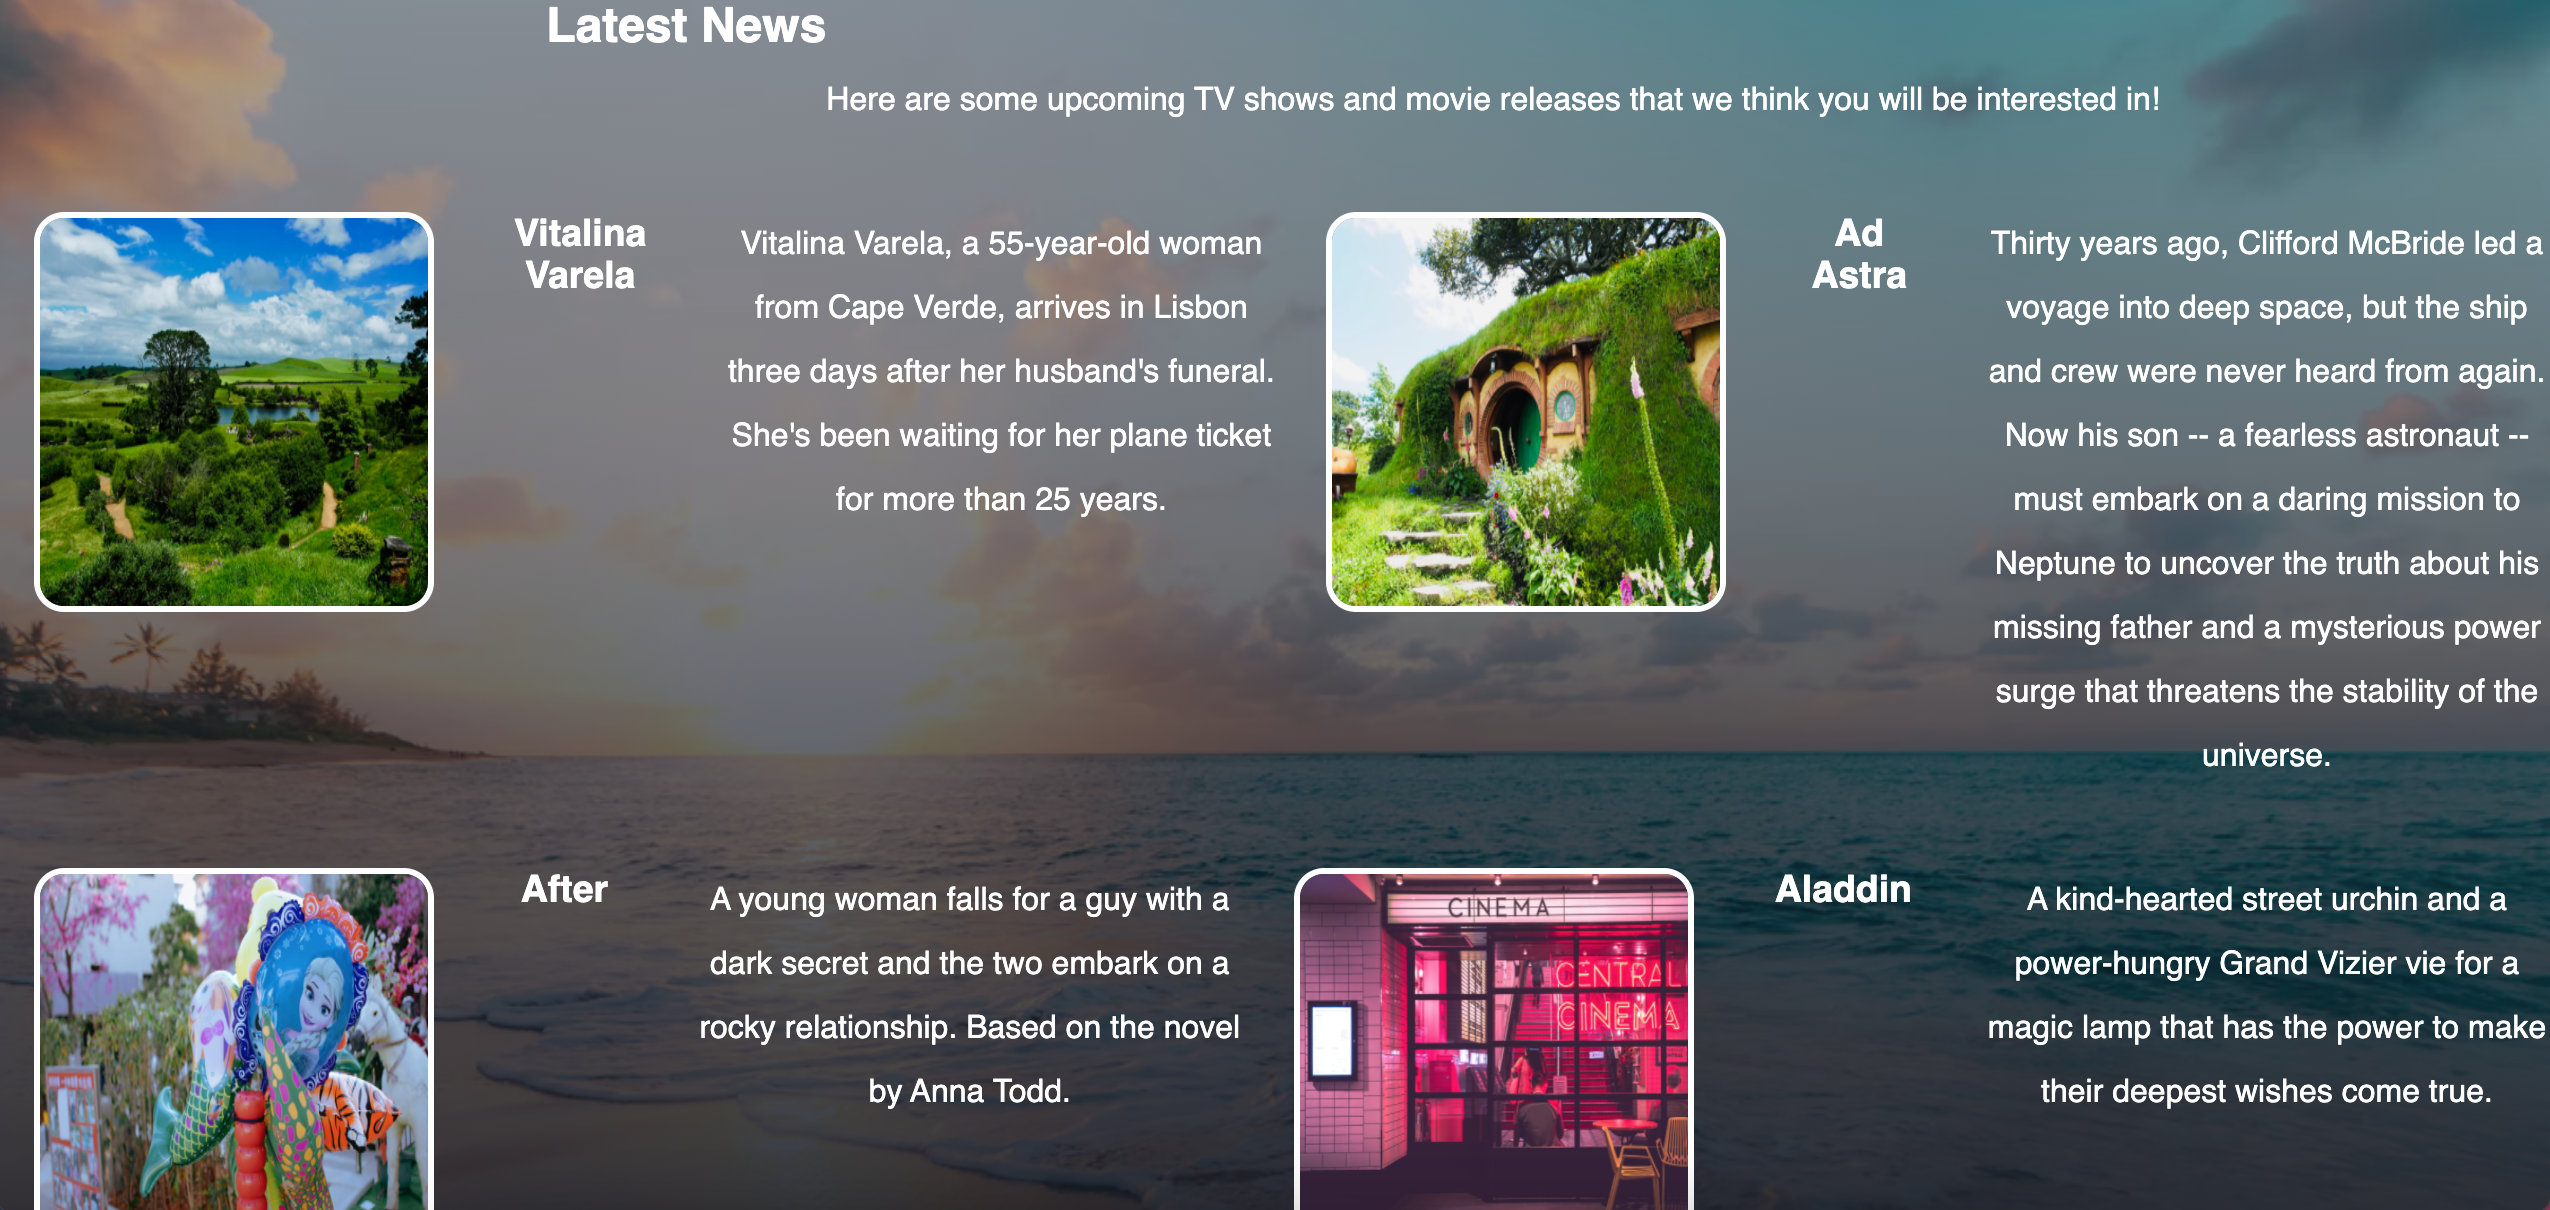 Latest News
Here are some upcoming TV shows and movie releases that we think you will be interested in!
Vitalina
Varela
Vitalina Varela, a 55-year-old woman
from Cape Verde, arrives in Lisbon
three days after her husband's funeral.
She's been waiting for her plane ticket
for more than 25 years.
Ad
Astra
Thirty years ago, Clifford McBride led a
voyage into deep space, but the ship
and crew were never heard from again.
Now his son -- a fearless astronaut --
must embark on a daring mission to
Neptune to uncover the truth about his
missing father and a mysterious power
surge that threatens the stability of the
universe.
After
A young woman falls for a guy with a
dark secret and the two embark on a
rocky relationship. Based on the novel
by Anna Todd.
CINEMA
CENTRAL
CINEMA
Aladdin
A kind-hearted street urchin and a
power-hungry Grand Vizier vie for a
magic lamp that has the power to make
their deepest wishes come true.